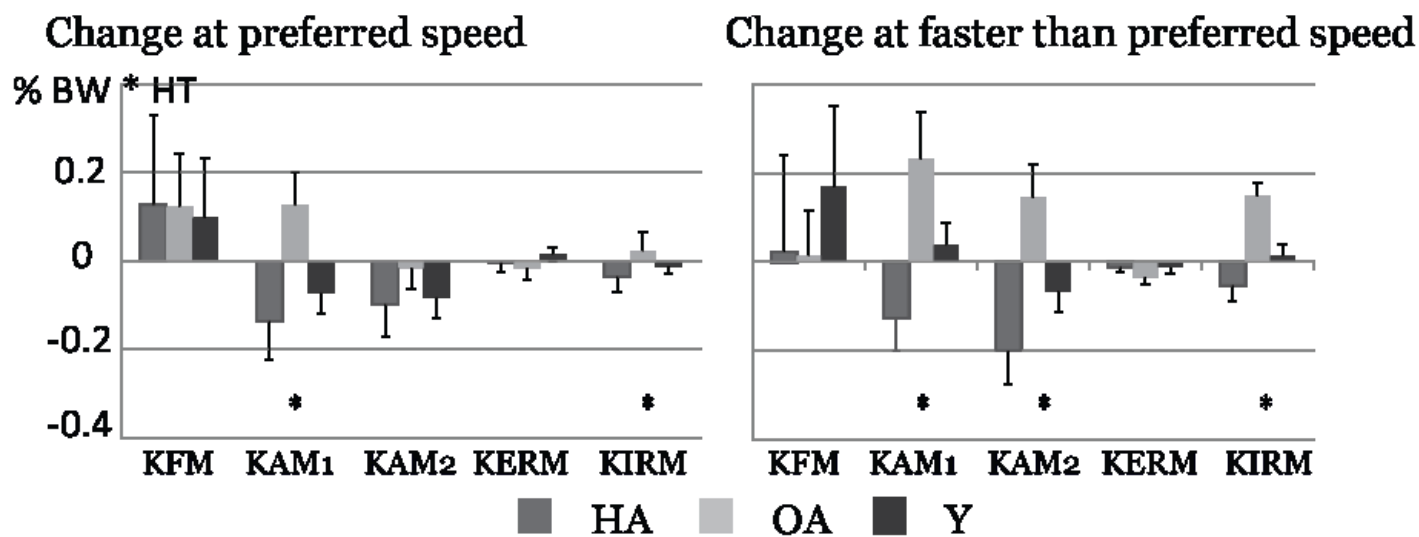 Change at preferred speed
Change at faster than preferred speed
% BW * HT
0.2
0
-0.2
-0.4
* *
* * *
KFM KAM1 KAM2 KERM KIRM
KFM KAM1 KAM2 KERM KIRM
HA OA Y